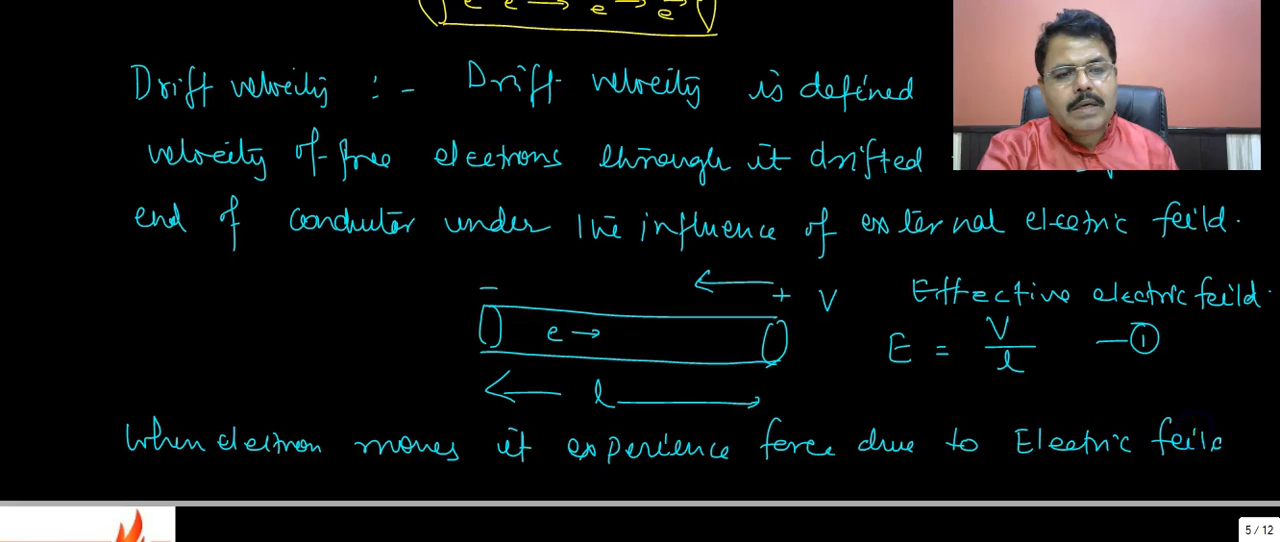 e e → e → e
Drift velocity :- Drift velocity is defined
velocity of free electrons through it drifted
end of conductor under the influence of external electric feild.
- + V Effective electric feild.
e → E = V/l —①
l
When electron moves it experience force due to Electric feild
5 / 12